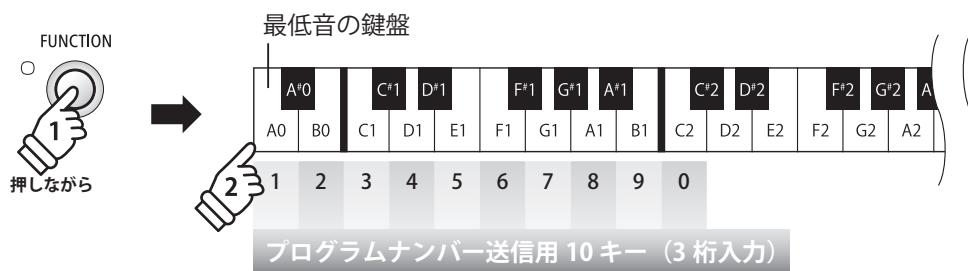 最低音の鍵盤
FUNCTION
A#0 C#1 D#1 F#1 G#1 A#1 C#2 D#2 F#2 G#2 A
A0 B0 C1 D1 E1 F1 G1 A1 B1 C2 D2 E2 F2 G2 A2
1
押しながら
2
1 2 3 4 5 6 7 8 9 0
プログラムナンバー送信用 10 キー（3 桁入力）